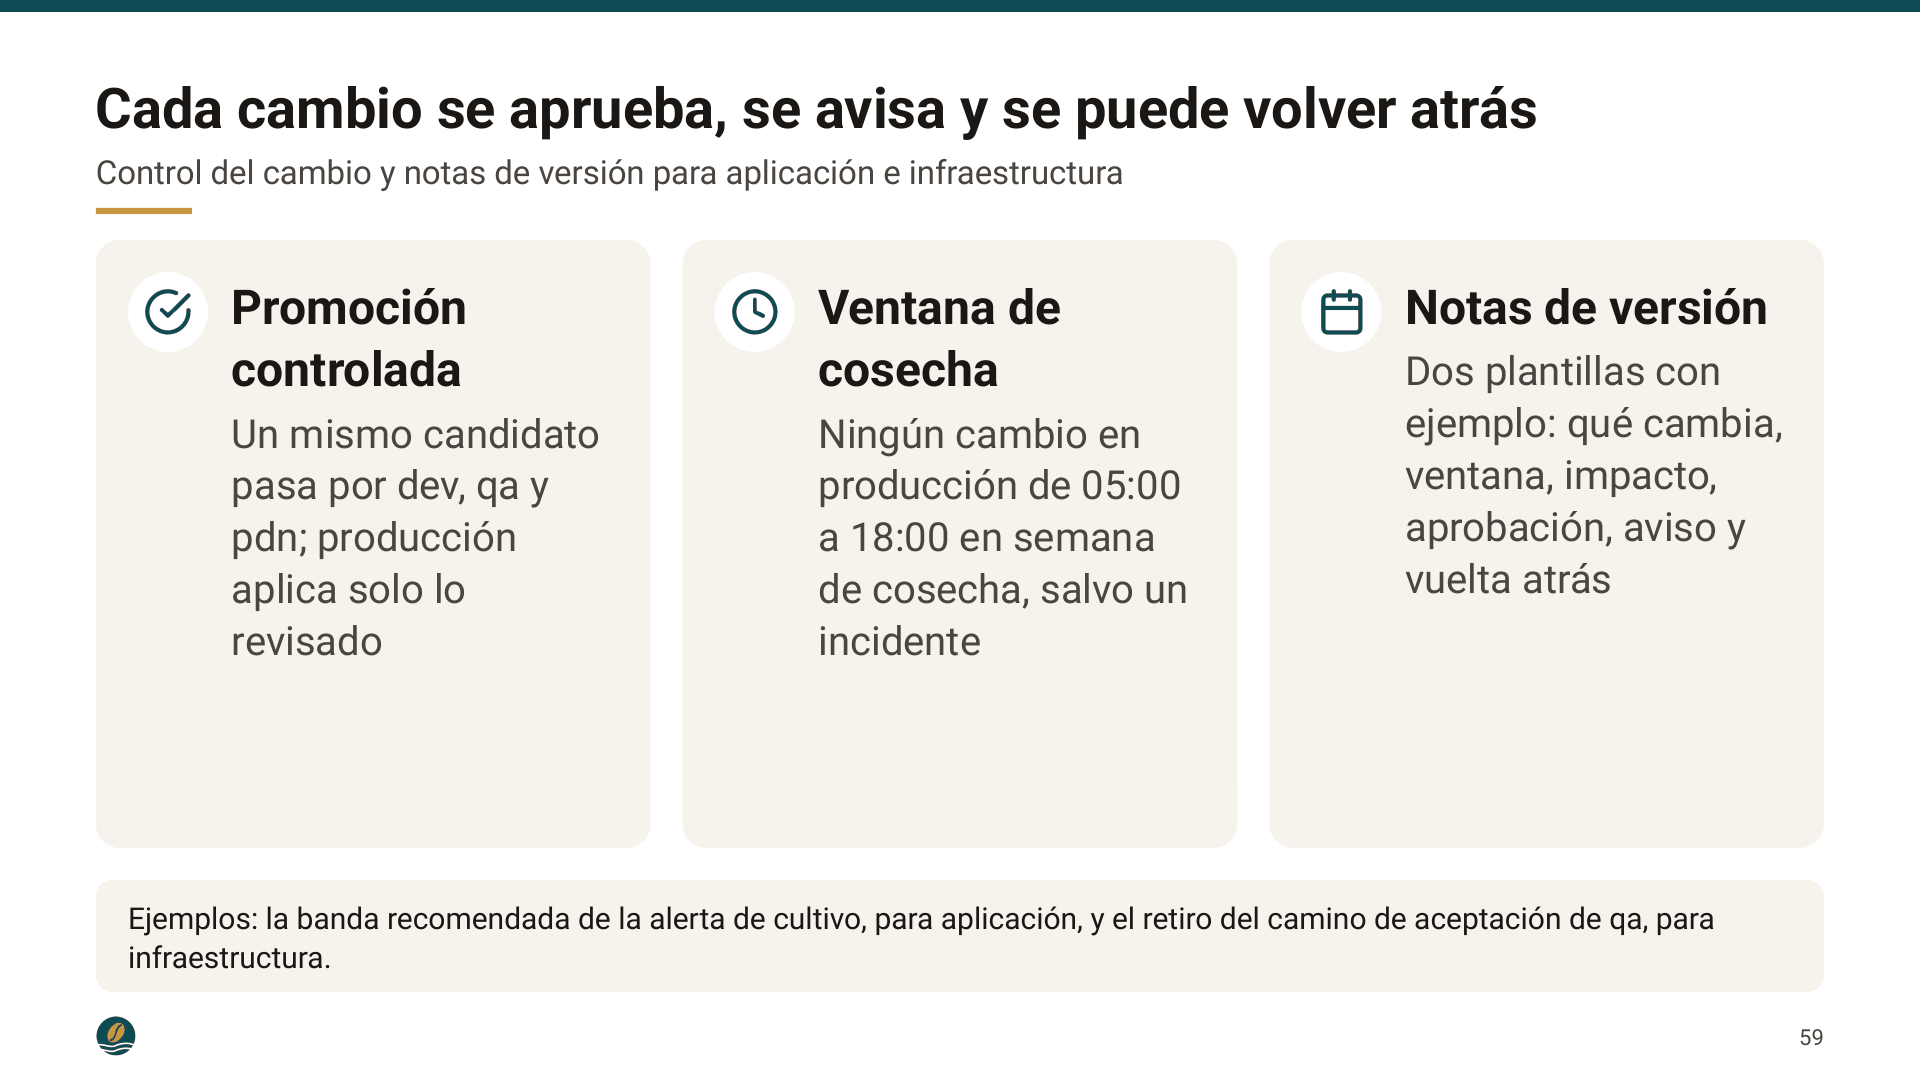 Cada cambio se aprueba, se avisa y se puede volver atrás
Control del cambio y notas de versión para aplicación e infraestructura
Promoción
controlada
Un mismo candidato
pasa por dev, qa y
pdn; producción
aplica solo lo
revisado
Ventana de
cosecha
Ningún cambio en
producción de 05:00
a 18:00 en semana
de cosecha, salvo un
incidente
Notas de versión
Dos plantillas con
ejemplo: qué cambia,
ventana, impacto,
aprobación, aviso y
vuelta atrás
Ejemplos: la banda recomendada de la alerta de cultivo, para aplicación, y el retiro del camino de aceptación de qa, para
infraestructura.
59